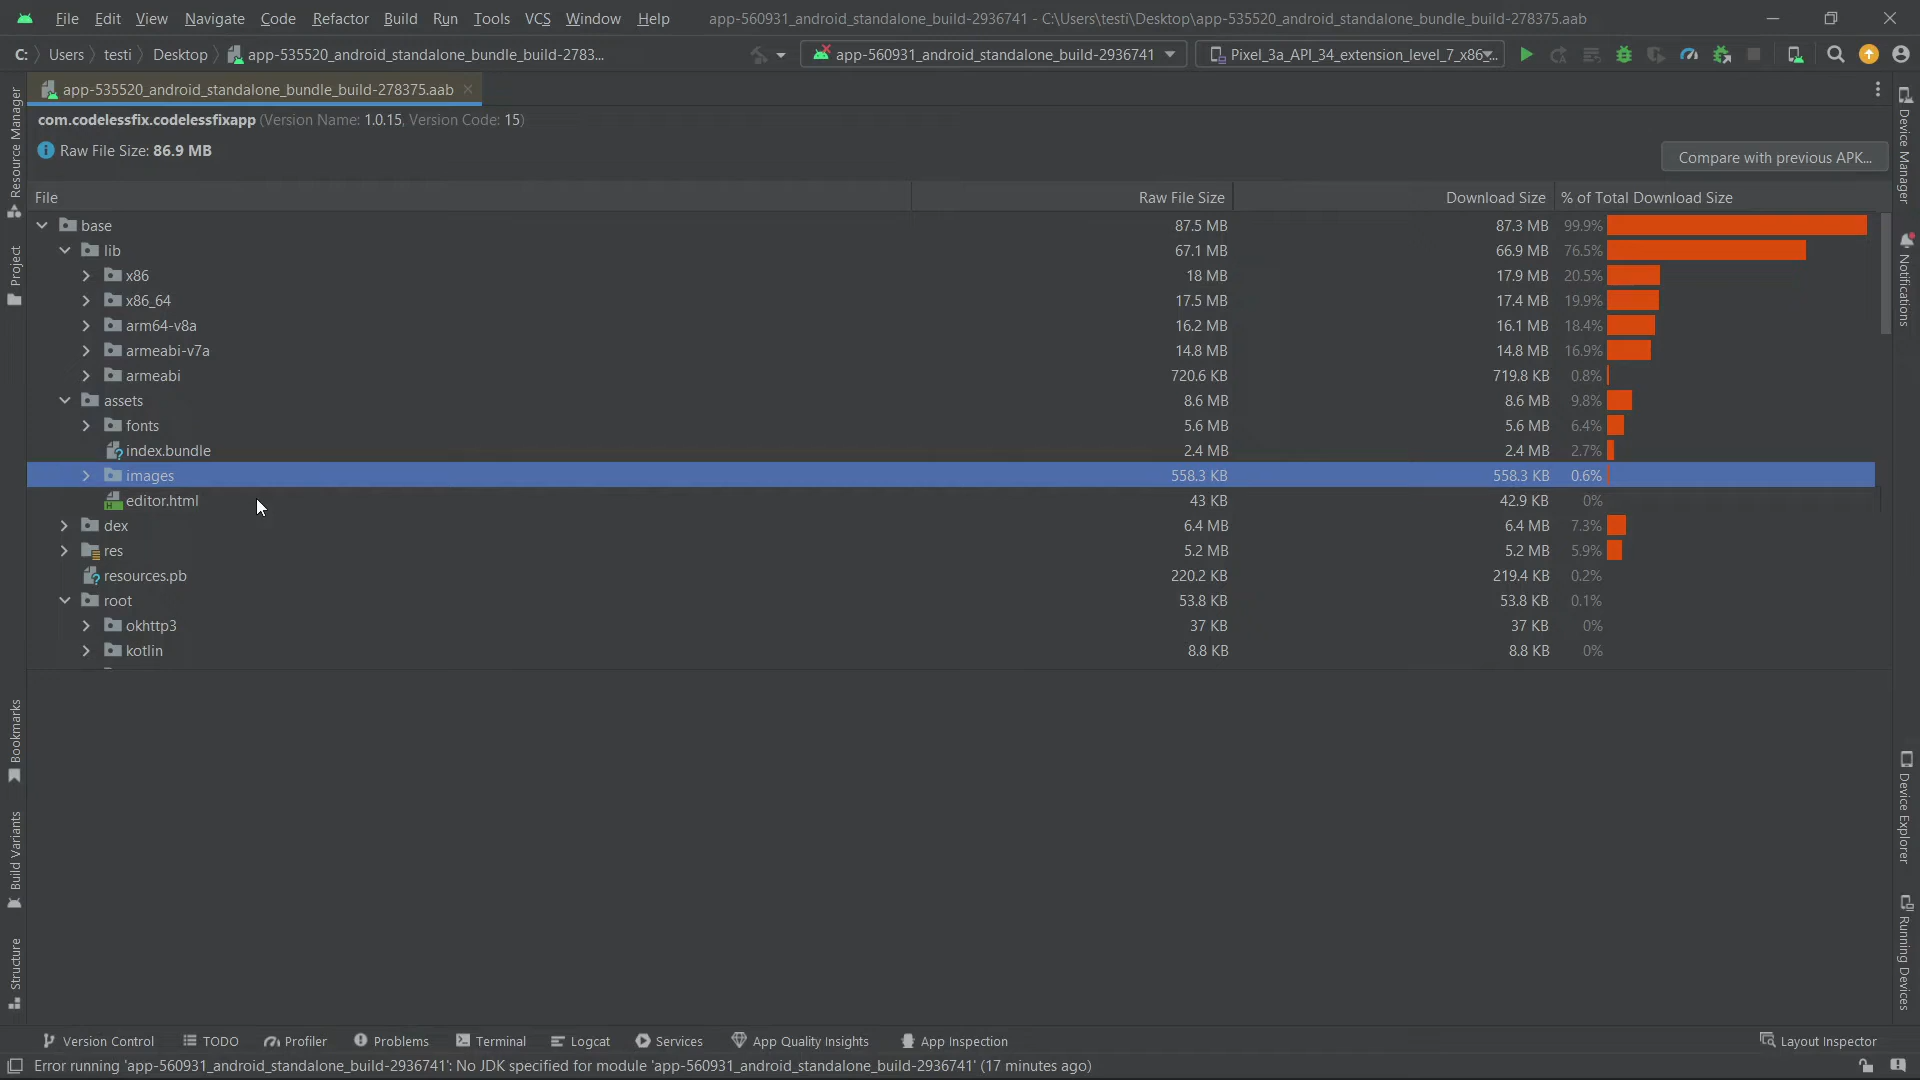 File Edit View Navigate Code Refactor Build Run Tools VCS Window Help app-560931_android_standalone_build-2936741 - C:\Users\testi\Desktop\app-535520_android_standalone_bundle_build-278375.aab
C: Users testi Desktop app-535520_android_standalone_bundle_build-2783... app-560931_android_standalone_build-2936741 Pixel_3a_API_34_extension_level_7_x86_...
app-535520_android_standalone_bundle_build-278375.aab
com.codelessfix.codelessfixapp (Version Name: 1.0.15, Version Code: 15)
Raw File Size: 86.9 MB
Compare with previous APK...
File Raw File Size Download Size % of Total Download Size
base 87.5 MB 87.3 MB 99.9%
lib 67.1 MB 66.9 MB 76.5%
x86 18 MB 17.9 MB 20.5%
x86_64 17.5 MB 17.4 MB 19.9%
arm64-v8a 16.2 MB 16.1 MB 18.4%
armeabi-v7a 14.8 MB 14.8 MB 16.9%
armeabi 720.6 KB 719.8 KB 0.8%
assets 8.6 MB 8.6 MB 9.8%
fonts 5.6 MB 5.6 MB 6.4%
index.bundle 2.4 MB 2.4 MB 2.7%
images 558.3 KB 558.3 KB 0.6%
editor.html 43 KB 42.9 KB 0%
dex 6.4 MB 6.4 MB 7.3%
res 5.2 MB 5.2 MB 5.9%
resources.pb 220.2 KB 219.4 KB 0.2%
root 53.8 KB 53.8 KB 0.1%
okhttp3 37 KB 37 KB 0%
kotlin 8.8 KB 8.8 KB 0%
Resource Manager
Project
Bookmarks
Build Variants
Structure
Device Manager
Notifications
Device Explorer
Running Devices
Version Control TODO Profiler Problems Terminal Logcat Services App Quality Insights App Inspection Layout Inspector
Error running 'app-560931_android_standalone_build-2936741': No JDK specified for module 'app-560931_android_standalone_build-2936741' (17 minutes ago)